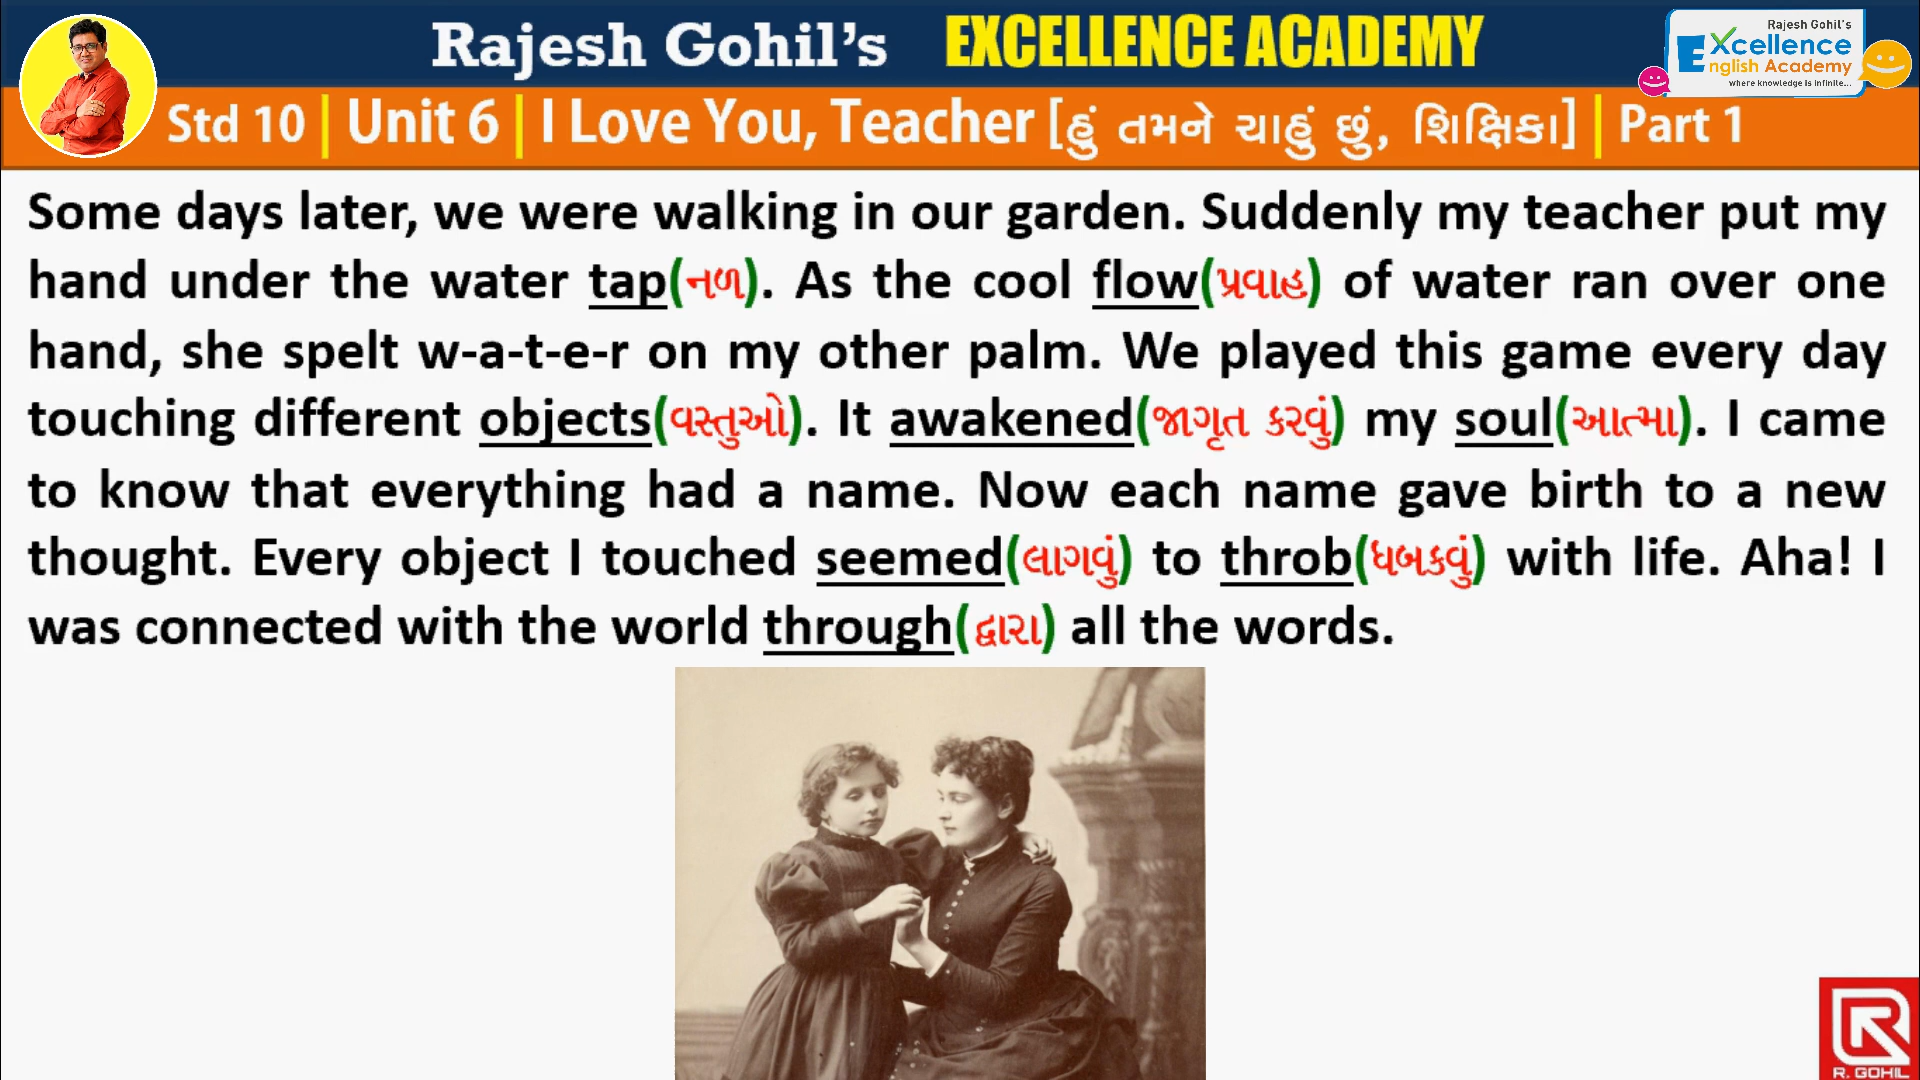 Rajesh Gohil's EXCELLENCE ACADEMY
Rajesh Gohil's
Excellence
English Academy
where knowledge is infinite...
Std 10 | Unit 6 | I Love You, Teacher [હું તમને ચાહું છું, શિક્ષિકા] | Part 1
Some days later, we were walking in our garden. Suddenly my teacher put my
hand under the water tap(નળ). As the cool flow(પ્રવાહ) of water ran over one
hand, she spelt w-a-t-e-r on my other palm. We played this game every day
touching different objects(વસ્તુઓ). It awakened(જાગૃત કરવું) my soul(આત્મા). I came
to know that everything had a name. Now each name gave birth to a new
thought. Every object I touched seemed(લાગવું) to throb(ધબકવું) with life. Aha! I
was connected with the world through(દ્વારા) all the words.
R. GOHIL